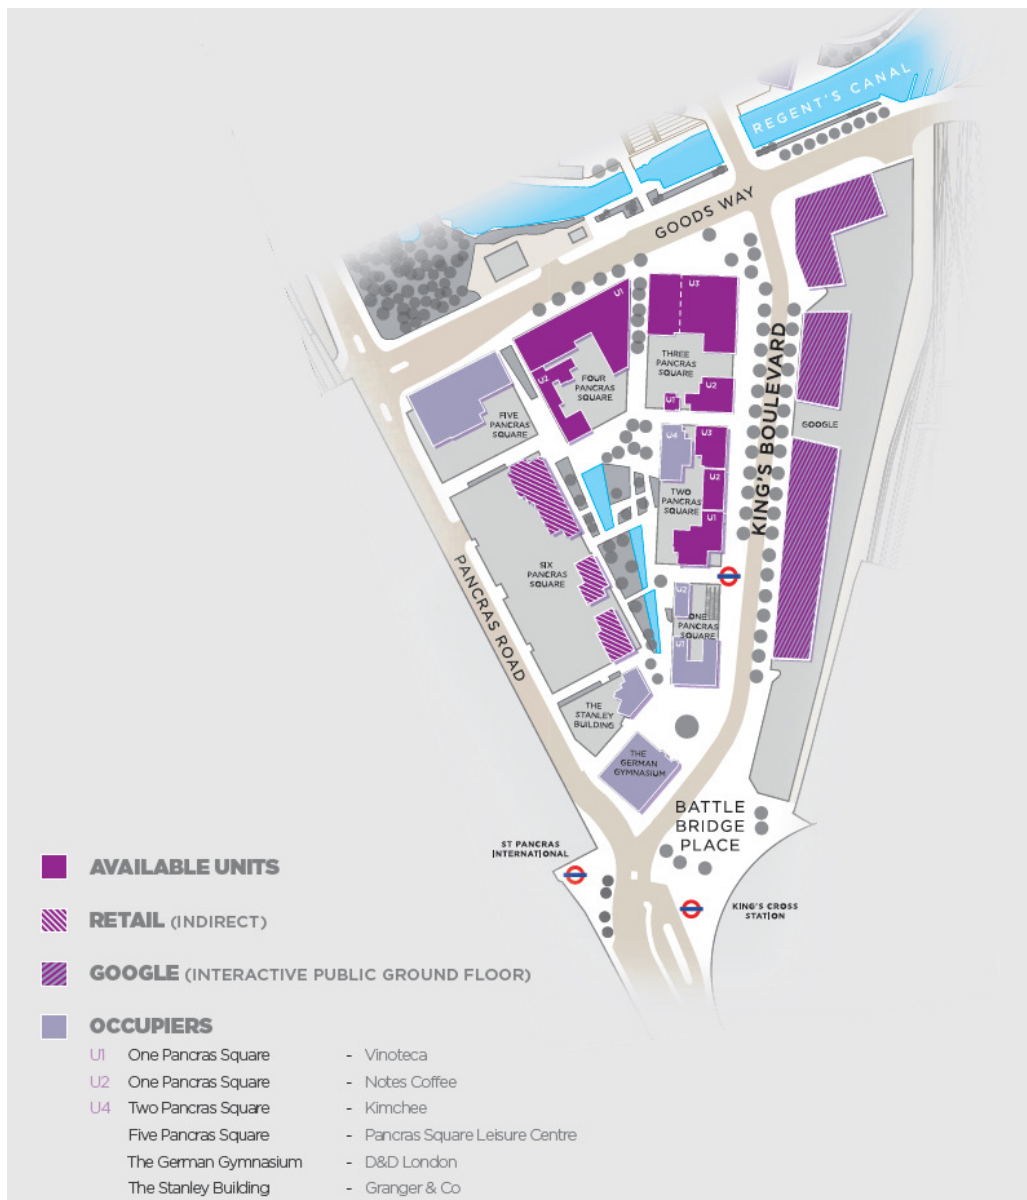 REGENT'S CANAL
GOODS WAY
U1
U3
THREE
PANCRAS
SQUARE
U2
U1
U2
FOUR
PANCRAS
SQUARE
FIVE
PANCRAS
SQUARE
KING'S BOULEVARD
GOOGLE
U4
U3
U2
TWO
PANCRAS
SQUARE
U1
SIX
PANCRAS
SQUARE
PANCRAS ROAD
U2
ONE
PANCRAS
SQUARE
U1
THE
STANLEY
BUILDING
THE
GERMAN
GYMNASIUM
BATTLE
BRIDGE
PLACE
ST PANCRAS
INTERNATIONAL
KING'S CROSS
STATION
AVAILABLE UNITS
RETAIL (INDIRECT)
GOOGLE (INTERACTIVE PUBLIC GROUND FLOOR)
OCCUPIERS
U1 One Pancras Square - Vinoteca
U2 One Pancras Square - Notes Coffee
U4 Two Pancras Square - Kimchee
Five Pancras Square - Pancras Square Leisure Centre
The German Gymnasium - D&D London
The Stanley Building - Granger & Co